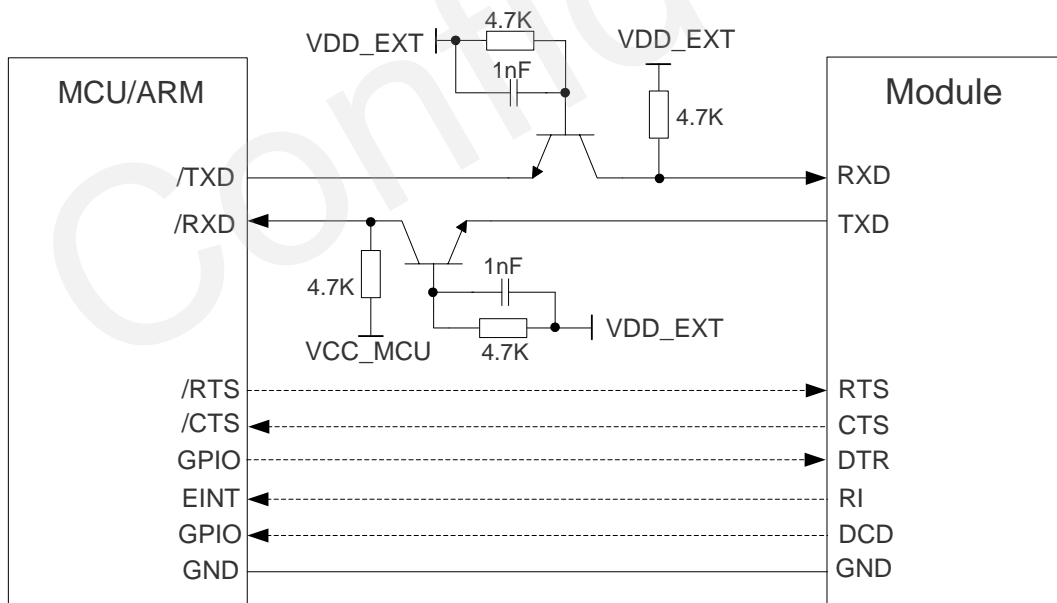 4.7K
VDD_EXT
VDD_EXT
1nF
MCU/ARM
Module
4.7K
/TXD
RXD
/RXD
TXD
1nF
4.7K
VDD_EXT
VCC_MCU
4.7K
/RTS
RTS
/CTS
CTS
GPIO
DTR
EINT
RI
GPIO
DCD
GND
GND
Confid